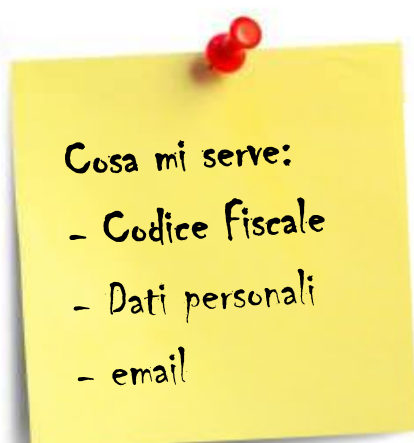 Cosa mi serve:
- Codice Fiscale
- Dati personali
- email